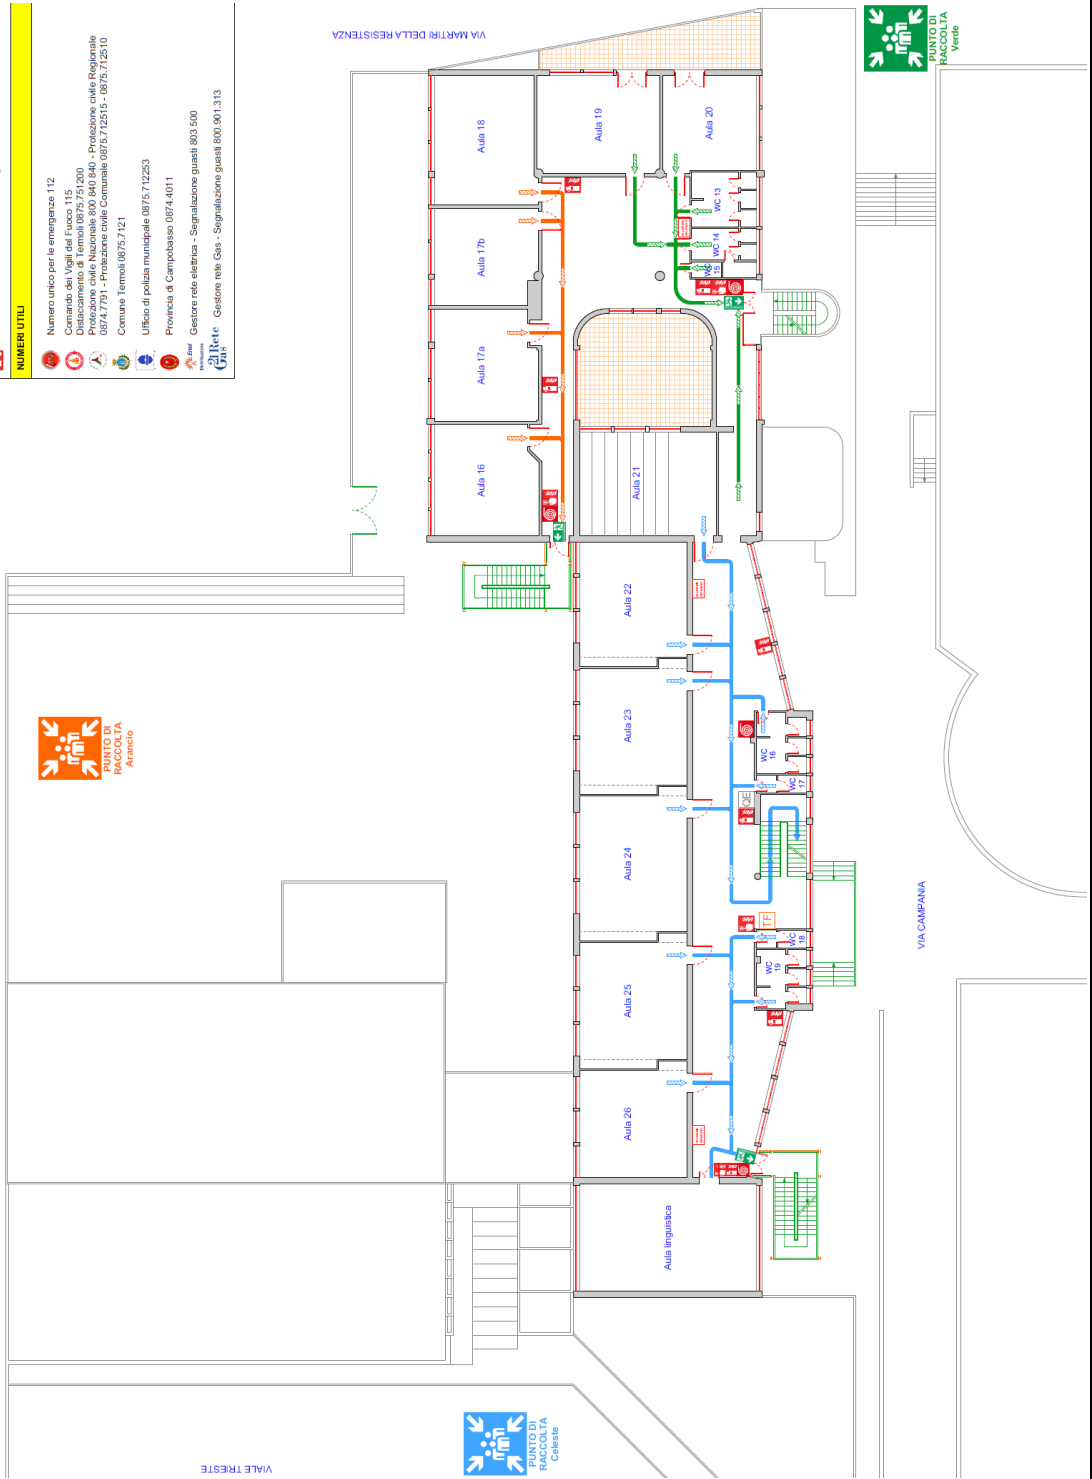 NUMERI UTILI
Numero unico per le emergenze 112
Comando dei Vigili del Fuoco 115
Distaccamento di Termoli 0875.751200
Protezione civile Nazionale 800 840 840 - Protezione civile Regionale
0874.7791 - Protezione civile Comunale 0875.712515 - 0875.712510
Comune Termoli 0875.7121
Ufficio di polizia municipale 0875.712253
Provincia di Campobasso 0874.4011
Gestore rete elettrica - Segnalazione guasti 803 500
2i Rete
Gas
Gestore rete Gas - Segnalazione guasti 800.901.313
VIA MARTIRI DELLA RESISTENZA
PUNTO DI
RACCOLTA
Verde
Aula 18
Aula 19
Aula 20
WC 13
WC 14
WC
15
Aula 17b
Aula 17a
Aula 16
Aula 21
Aula 22
Aula 23
WC
16
WC
17
QE
Aula 24
TF
WC
18
WC
19
Aula 25
Aula 26
Aula linguistica
PUNTO DI
RACCOLTA
Arancio
VIA CAMPANIA
PUNTO DI
RACCOLTA
Celeste
VIALE TRIESTE